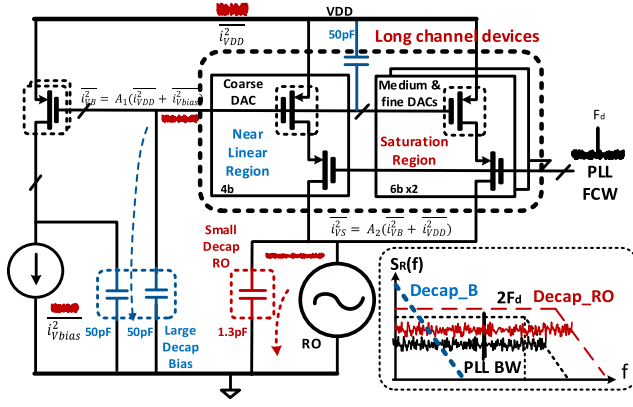 VDD
i²VDD
50pF
Long channel devices
i²VB = A₁(i²VDD + i²Vbias)
Coarse
DAC
Medium &
fine DACs
Near
Linear
Region
Saturation
Region
4b
6b x2
Fd
PLL
FCW
i²VS = A₂(i²VB + i²VDD)
Small
Decap
RO
i²Vbias
50pF
50pF
Large
Decap
Bias
1.3pF
RO
SR(f)
Decap_B
2Fd
Decap_RO
PLL BW
f